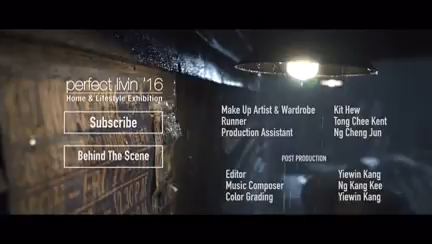 perfect livin '16
Home & Lifestyle Exhibition
Subscribe
Behind The Scene
Make Up Artist & Wardrobe Kit Hew
Runner Tong Chee Kent
Production Assistant Ng Cheng Jun
POST PRODUCTION
Editor Yiewin Kang
Music Composer Ng Kang Kee
Color Grading Yiewin Kang